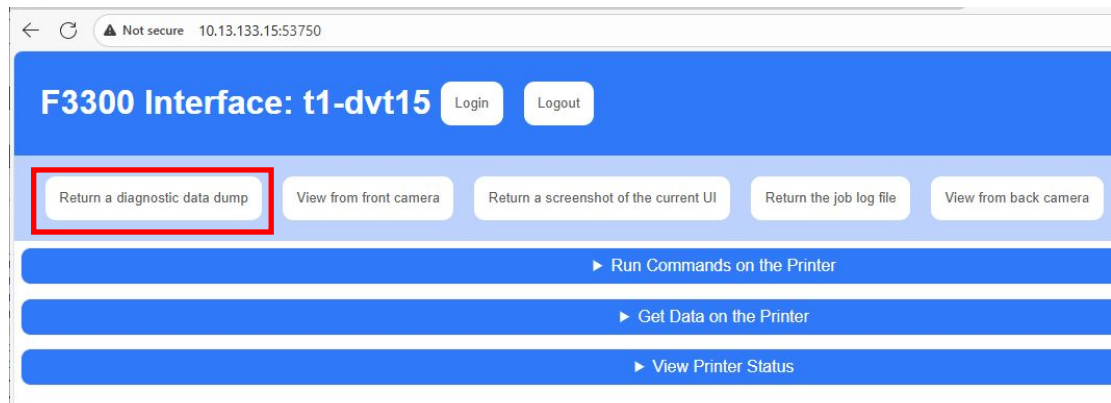 Not secure 10.13.133.15:53750
F3300 Interface: t1-dvt15 Login Logout
Return a diagnostic data dump View from front camera Return a screenshot of the current UI Return the job log file View from back camera
Run Commands on the Printer
Get Data on the Printer
View Printer Status